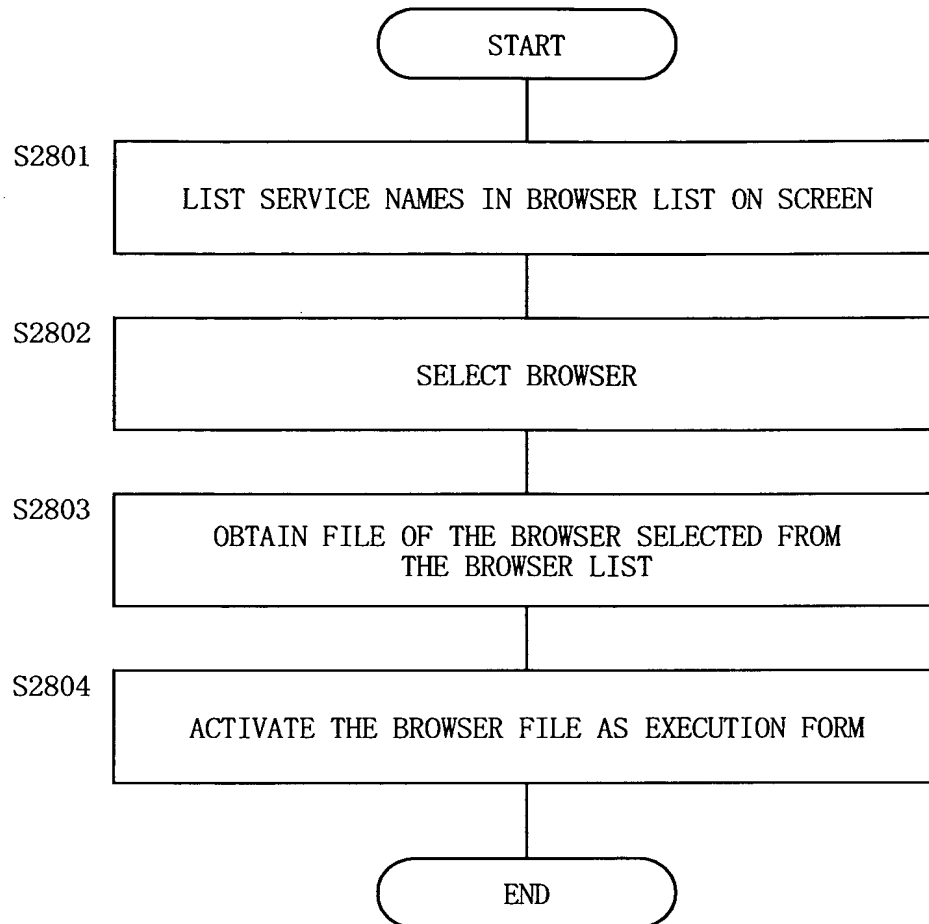 START
S2801
LIST SERVICE NAMES IN BROWSER LIST ON SCREEN
S2802
SELECT BROWSER
S2803
OBTAIN FILE OF THE BROWSER SELECTED FROM
THE BROWSER LIST
S2804
ACTIVATE THE BROWSER FILE AS EXECUTION FORM
END